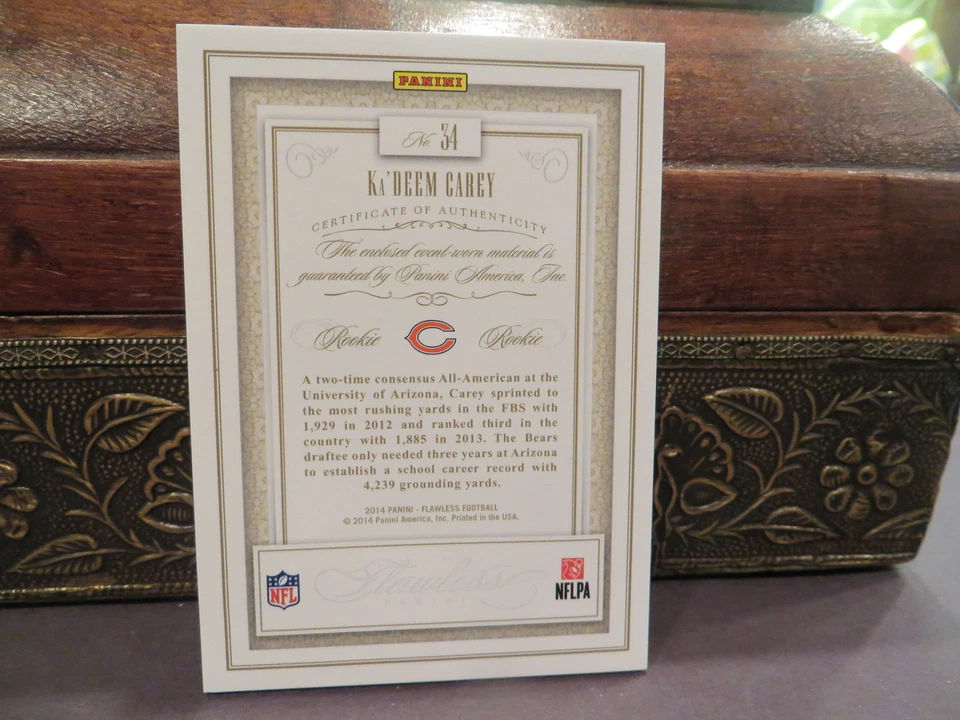 PANINI
No. 34
KA'DEEM CAREY
CERTIFICATE OF AUTHENTICITY
The enclosed event-worn material is
guaranteed by Panini America, Inc.
Rookie C Rookie
A two-time consensus All-American at the
University of Arizona, Carey sprinted to
the most rushing yards in the FBS with
1,929 in 2012 and ranked third in the
country with 1,885 in 2013. The Bears
draftee only needed three years at Arizona
to establish a school career record with
4,239 grounding yards.
2014 PANINI - FLAWLESS FOOTBALL
© 2014 Panini America, Inc. Printed in the USA.
Flawless
PANINI
NFL
NFLPA